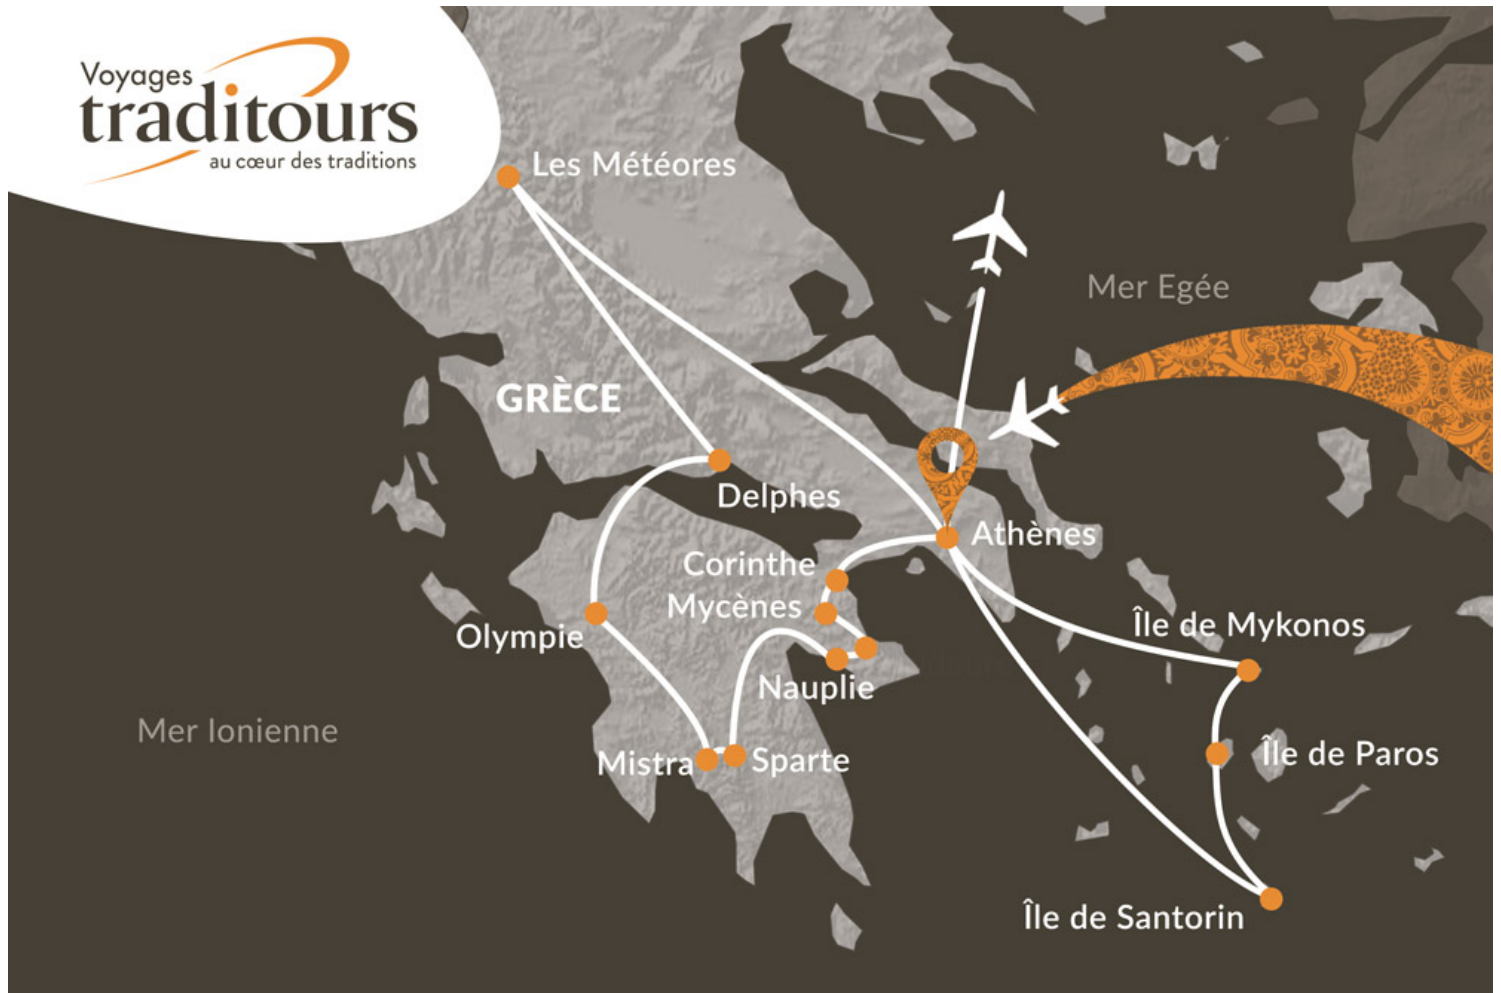 Voyages
traditours
au cœur des traditions
Les Météores
Mer Egée
GRÈCE
Delphes
Athènes
Corinthe
Mycènes
Île de Mykonos
Olympie
Nauplie
Mer Ionienne
Île de Paros
Mistra
Sparte
Île de Santorin